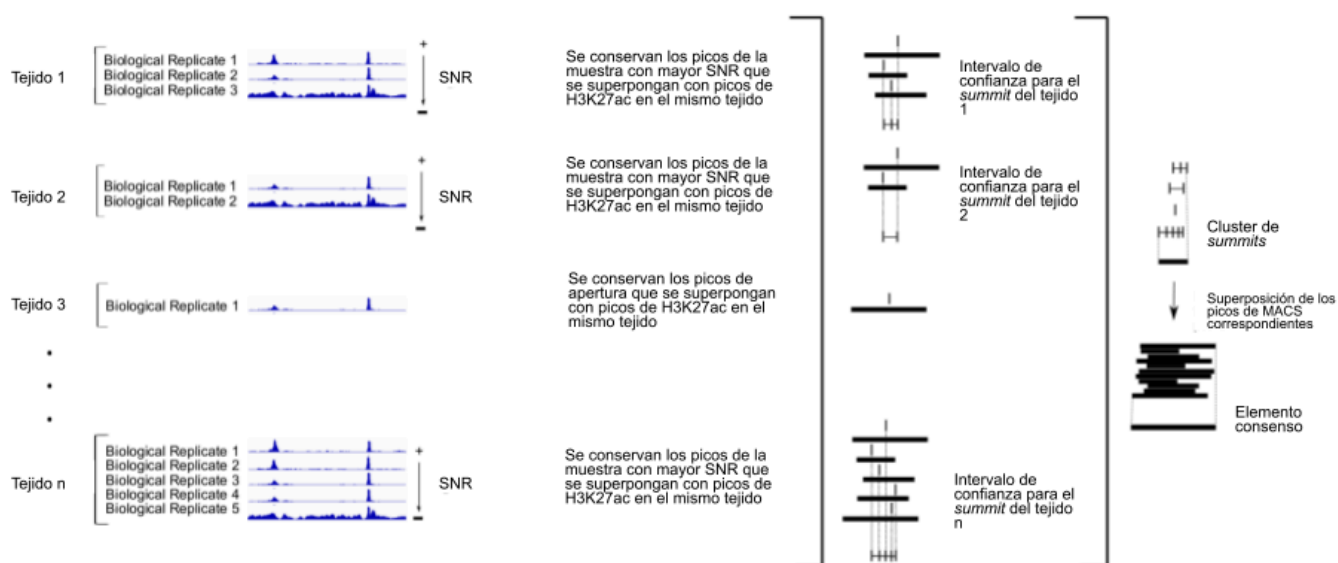 Tejido 1
Biological Replicate 1
Biological Replicate 2
Biological Replicate 3
+
SNR
-
Se conservan los picos de la
muestra con mayor SNR que
se superpongan con picos de
H3K27ac en el mismo tejido
Intervalo de
confianza para el
summit del tejido
1
Tejido 2
Biological Replicate 1
Biological Replicate 2
+
SNR
-
Se conservan los picos de la
muestra con mayor SNR que
se superpongan con picos de
H3K27ac en el mismo tejido
Intervalo de
confianza para el
summit del tejido
2
Tejido 3
Biological Replicate 1
Se conservan los picos de
apertura que se superpongan
con picos de H3K27ac en el
mismo tejido
Tejido n
Biological Replicate 1
Biological Replicate 2
Biological Replicate 3
Biological Replicate 4
Biological Replicate 5
+
SNR
-
Se conservan los picos de la
muestra con mayor SNR que
se superpongan con picos de
H3K27ac en el mismo tejido
Intervalo de
confianza para el
summit del tejido
n
Cluster de
summits
Superposición de los
picos de MACS
correspondientes
Elemento
consenso